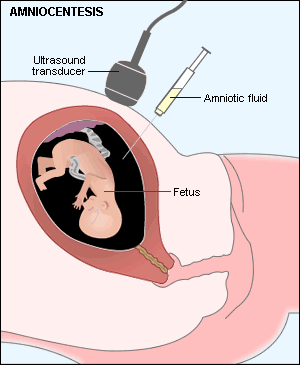 AMNIOCENTESIS
Ultrasound
transducer
Amniotic fluid
Fetus